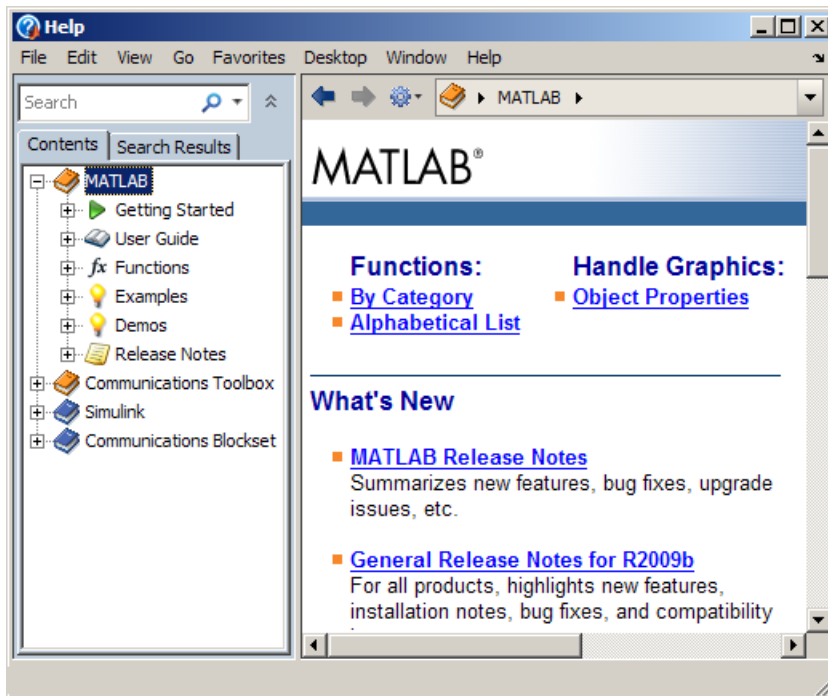 Help
File Edit View Go Favorites Desktop Window Help
Search
MATLAB
Contents Search Results
MATLAB
Getting Started
User Guide
fx Functions
Examples
Demos
Release Notes
Communications Toolbox
Simulink
Communications Blockset
MATLAB®
Functions:
By Category
Alphabetical List
Handle Graphics:
Object Properties
What's New
MATLAB Release Notes
Summarizes new features, bug fixes, upgrade
issues, etc.
General Release Notes for R2009b
For all products, highlights new features,
installation notes, bug fixes, and compatibility